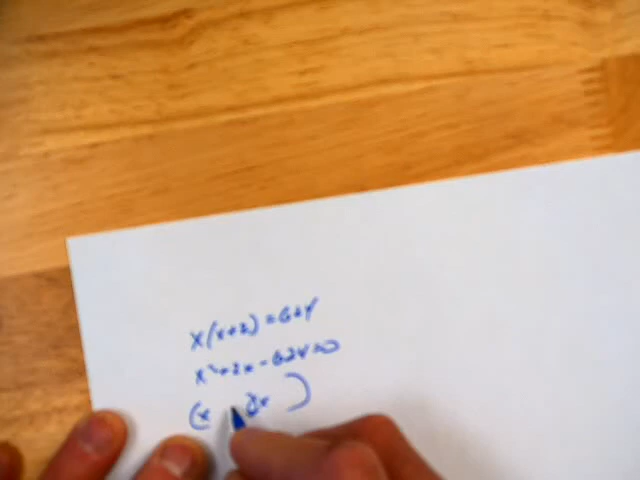 x(x+2)=624
x²+2x-624=0
(x )(x )